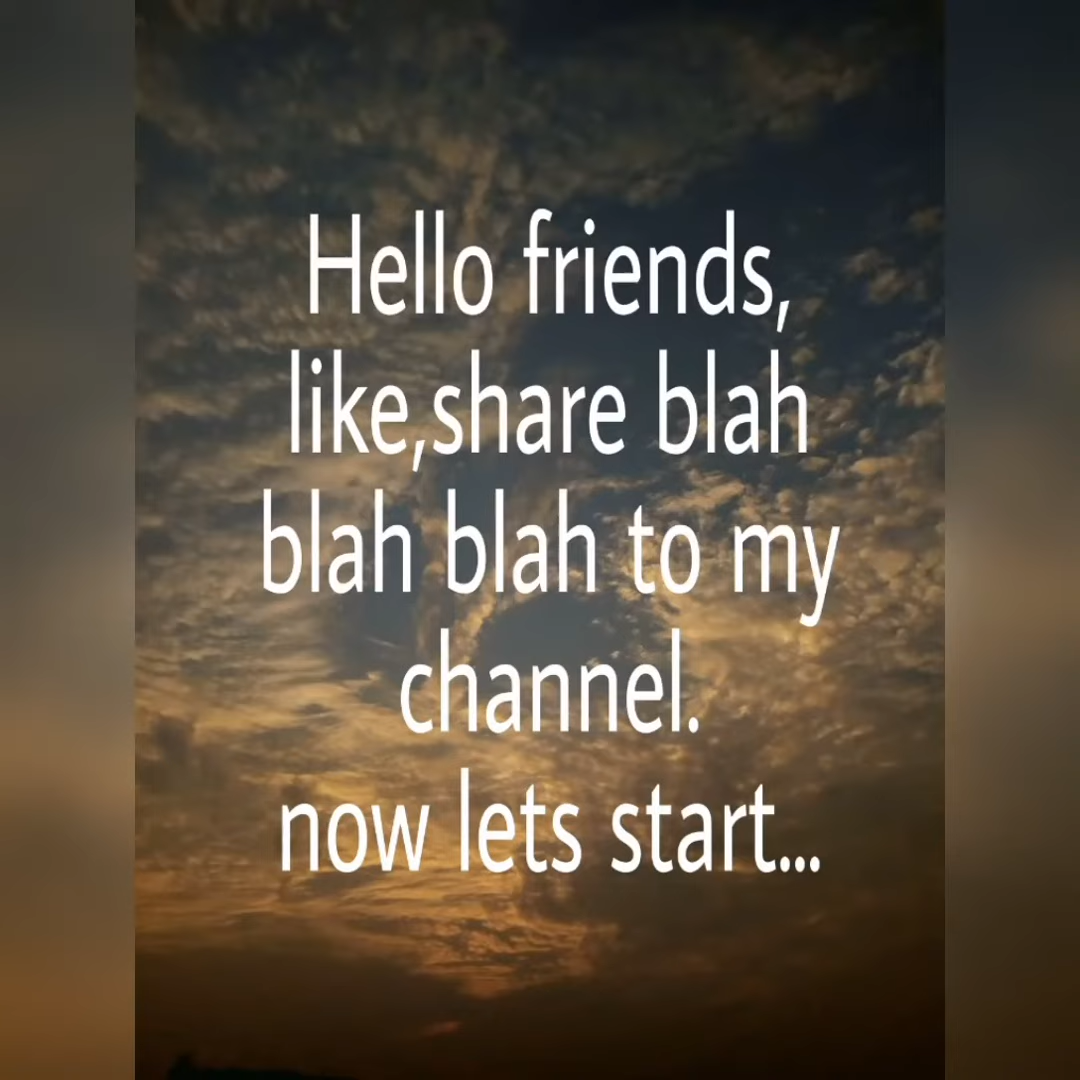 Hello friends,
like,share blah
blah blah to my
channel.
now lets start...